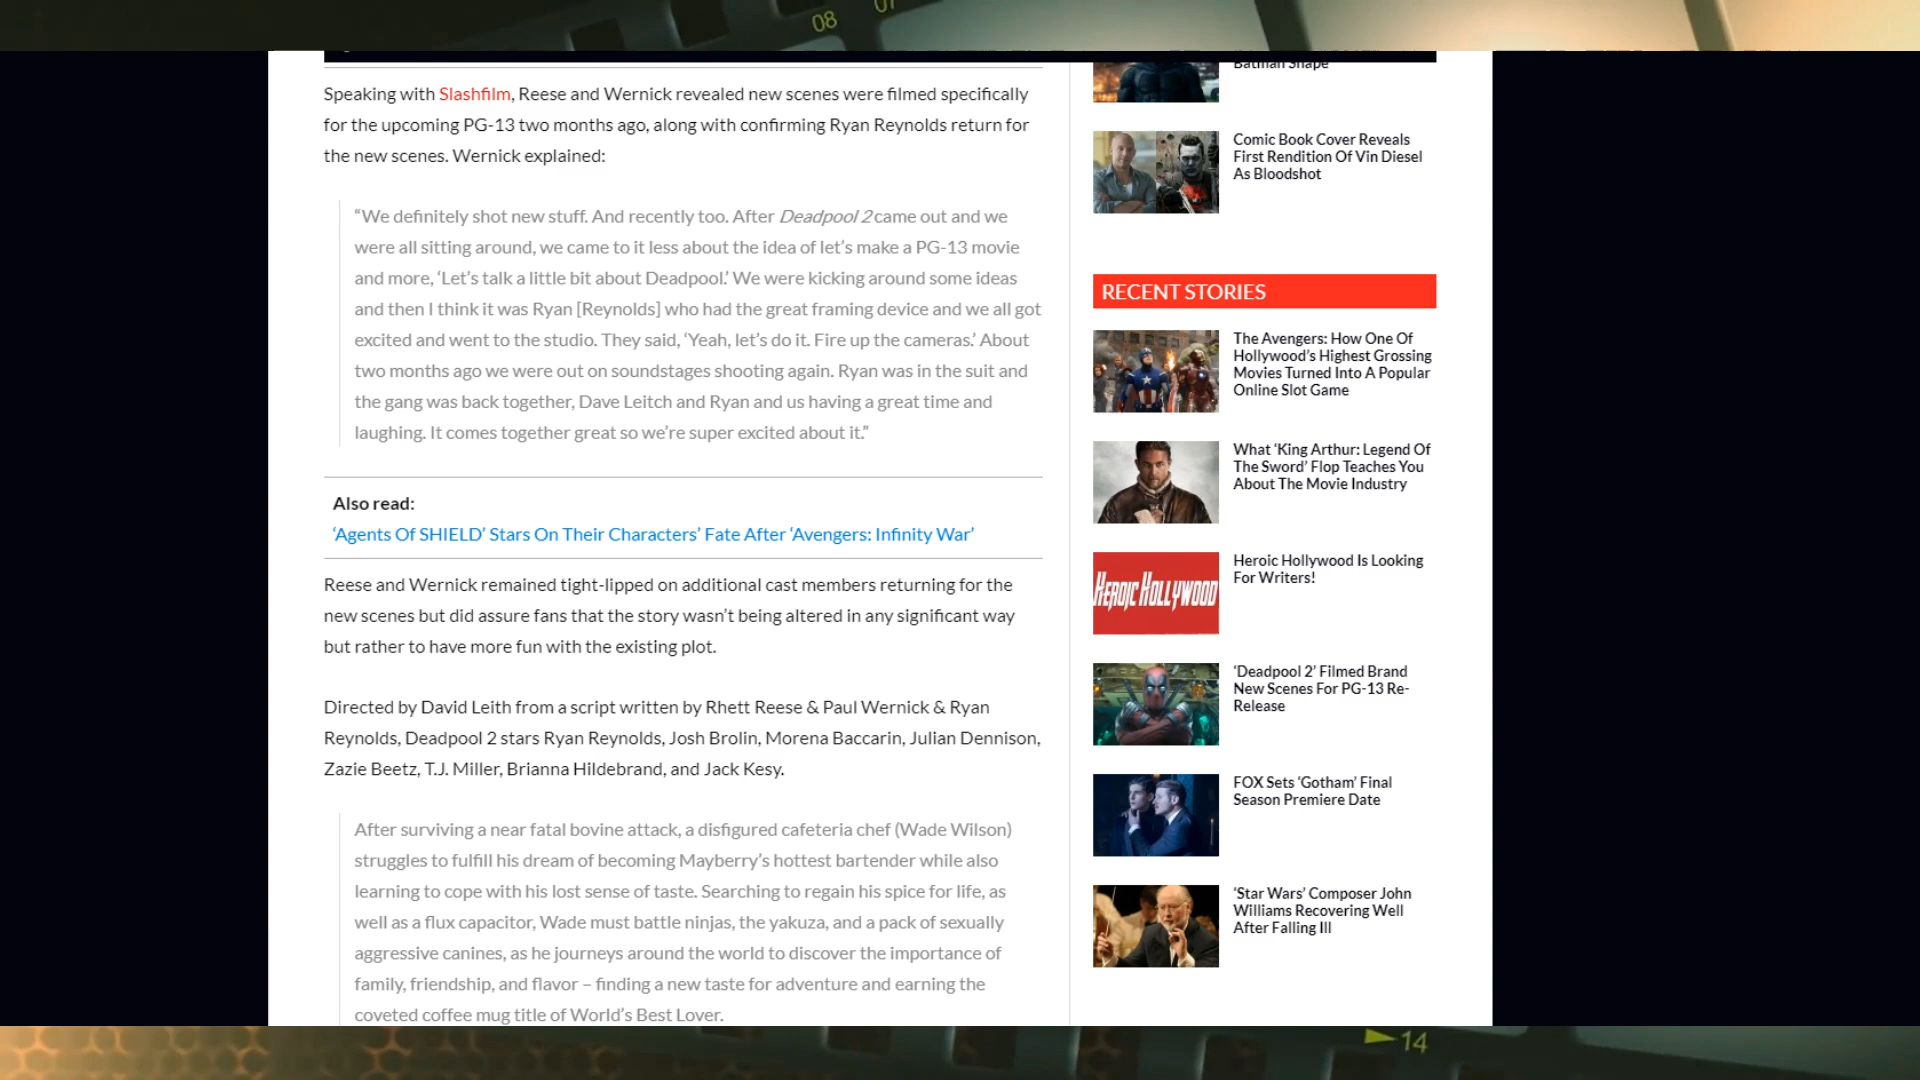 08
07
Speaking with Slashfilm, Reese and Wernick revealed new scenes were filmed specifically
for the upcoming PG-13 two months ago, along with confirming Ryan Reynolds return for
the new scenes. Wernick explained:
“We definitely shot new stuff. And recently too. After Deadpool 2 came out and we
were all sitting around, we came to it less about the idea of let’s make a PG-13 movie
and more, ‘Let’s talk a little bit about Deadpool.’ We were kicking around some ideas
and then I think it was Ryan [Reynolds] who had the great framing device and we all got
excited and went to the studio. They said, ‘Yeah, let’s do it. Fire up the cameras.’ About
two months ago we were out on soundstages shooting again. Ryan was in the suit and
the gang was back together, Dave Leitch and Ryan and us having a great time and
laughing. It comes together great so we’re super excited about it.”
Also read:
‘Agents Of SHIELD’ Stars On Their Characters’ Fate After ‘Avengers: Infinity War’
Reese and Wernick remained tight-lipped on additional cast members returning for the
new scenes but did assure fans that the story wasn’t being altered in any significant way
but rather to have more fun with the existing plot.
Directed by David Leith from a script written by Rhett Reese & Paul Wernick & Ryan
Reynolds, Deadpool 2 stars Ryan Reynolds, Josh Brolin, Morena Baccarin, Julian Dennison,
Zazie Beetz, T.J. Miller, Brianna Hildebrand, and Jack Kesy.
After surviving a near fatal bovine attack, a disfigured cafeteria chef (Wade Wilson)
struggles to fulfill his dream of becoming Mayberry’s hottest bartender while also
learning to cope with his lost sense of taste. Searching to regain his spice for life, as
well as a flux capacitor, Wade must battle ninjas, the yakuza, and a pack of sexually
aggressive canines, as he journeys around the world to discover the importance of
family, friendship, and flavor – finding a new taste for adventure and earning the
coveted coffee mug title of World’s Best Lover.
Batman Shape
Comic Book Cover Reveals
First Rendition Of Vin Diesel
As Bloodshot
RECENT STORIES
The Avengers: How One Of
Hollywood’s Highest Grossing
Movies Turned Into A Popular
Online Slot Game
What ‘King Arthur: Legend Of
The Sword’ Flop Teaches You
About The Movie Industry
HEROIC HOLLYWOOD
Heroic Hollywood Is Looking
For Writers!
‘Deadpool 2’ Filmed Brand
New Scenes For PG-13 Re-
Release
FOX Sets ‘Gotham’ Final
Season Premiere Date
‘Star Wars’ Composer John
Williams Recovering Well
After Falling Ill
14